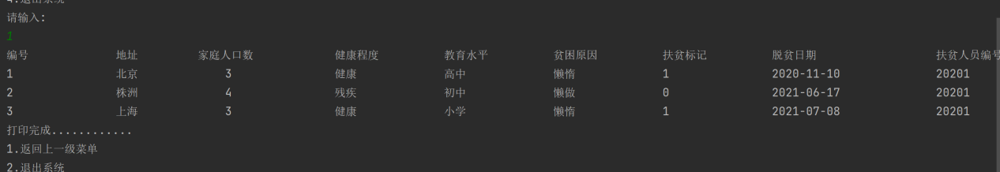 4.退出系统
请输入:
1
编号 地址 家庭人口数 健康程度 教育水平 贫困原因 扶贫标记 脱贫日期 扶贫人员编号
1 北京 3 健康 高中 懒惰 1 2020-11-10 20201
2 株洲 4 残疾 初中 懒做 0 2021-06-17 20201
3 上海 3 健康 小学 懒惰 1 2021-07-08 20201
打印完成............
1.返回上一级菜单
2.退出系统